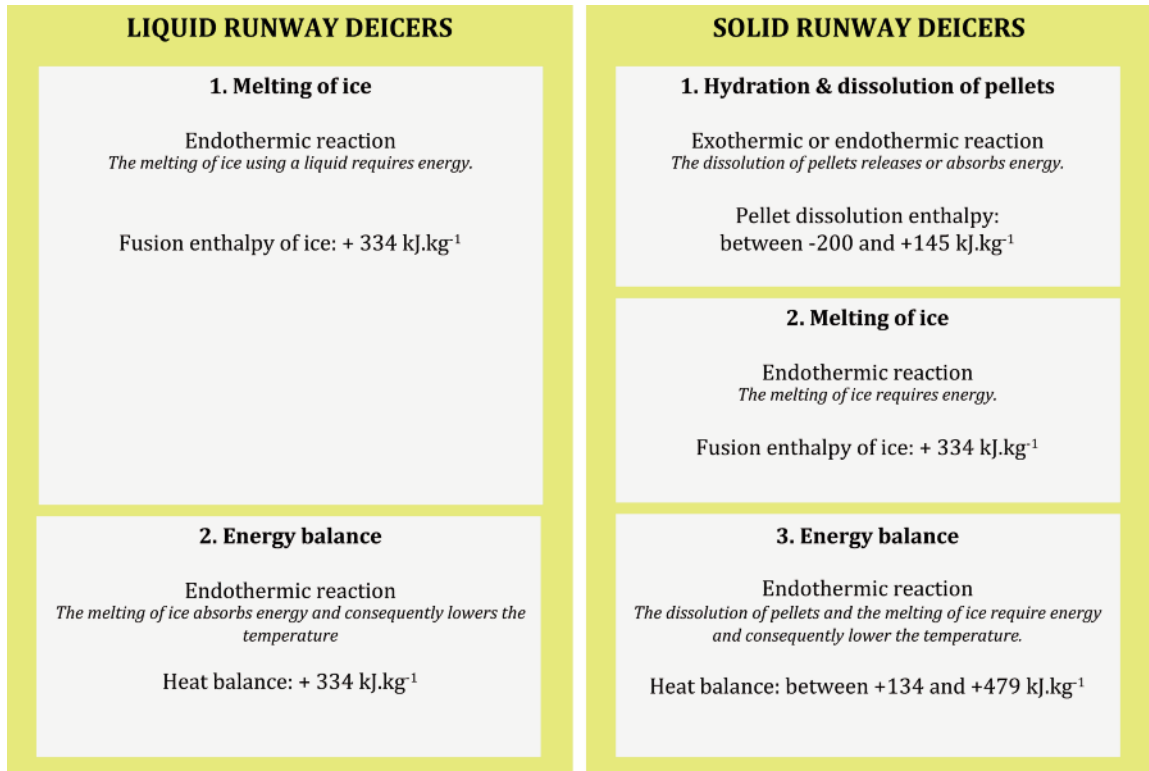 LIQUID RUNWAY DEICERS
1. Melting of ice
Endothermic reaction
The melting of ice using a liquid requires energy.
Fusion enthalpy of ice: + 334 kJ.kg⁻¹
2. Energy balance
Endothermic reaction
The melting of ice absorbs energy and consequently lowers the
temperature
Heat balance: + 334 kJ.kg⁻¹
SOLID RUNWAY DEICERS
1. Hydration & dissolution of pellets
Exothermic or endothermic reaction
The dissolution of pellets releases or absorbs energy.
Pellet dissolution enthalpy:
between -200 and +145 kJ.kg⁻¹
2. Melting of ice
Endothermic reaction
The melting of ice requires energy.
Fusion enthalpy of ice: + 334 kJ.kg⁻¹
3. Energy balance
Endothermic reaction
The dissolution of pellets and the melting of ice require energy
and consequently lower the temperature.
Heat balance: between +134 and +479 kJ.kg⁻¹